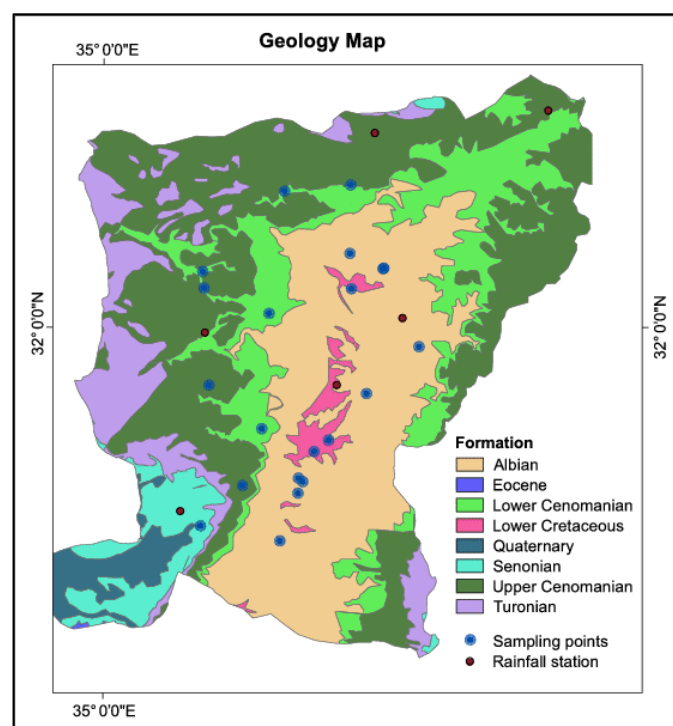 Geology Map
35° 0'0"E
32° 0'0"N
32° 0'0"N
Formation
Albian
Eocene
Lower Cenomanian
Lower Cretaceous
Quaternary
Senonian
Upper Cenomanian
Turonian
Sampling points
Rainfall station
35° 0'0"E